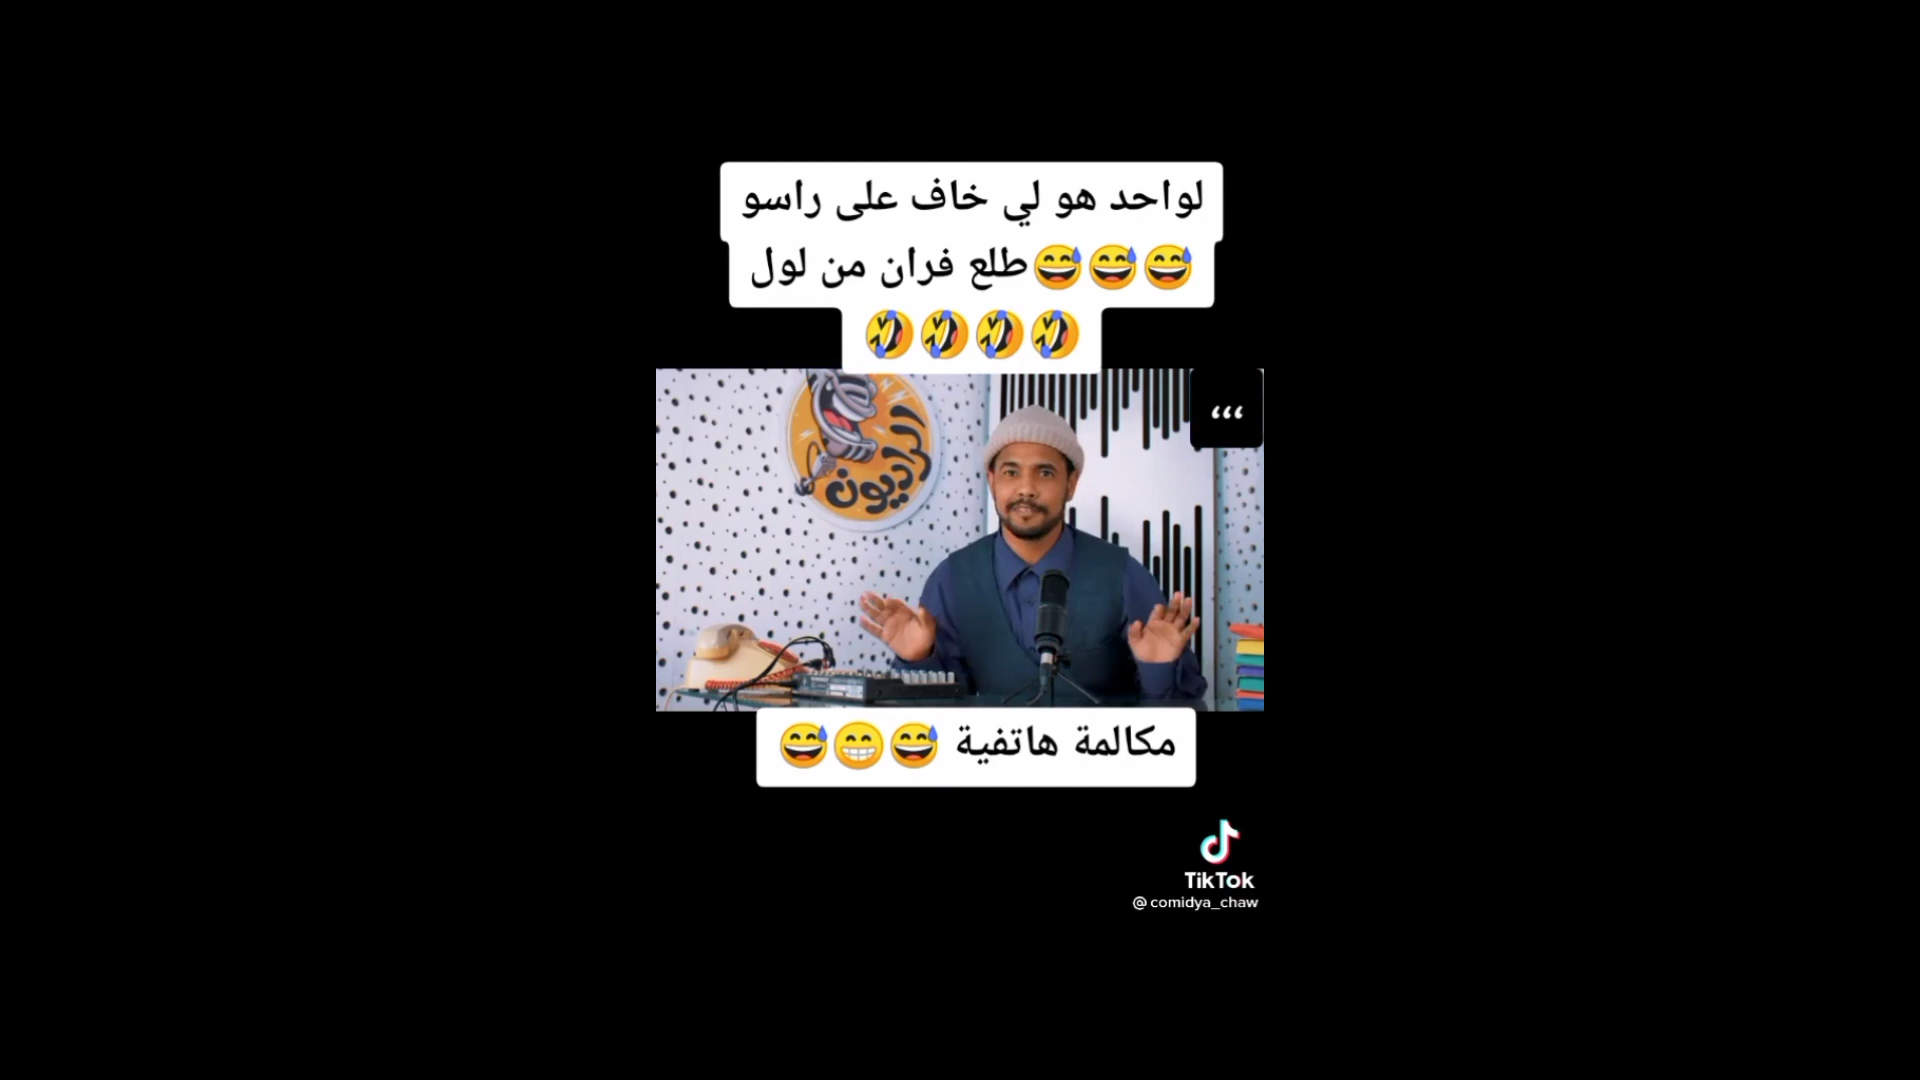 لواحد هو لي خاف على راسو
😅😅😅طلع فران من لول
🤣🤣🤣🤣
الراديون
،،،
مكالمة هاتفية 😅😁😅
TikTok
@comidya_chaw